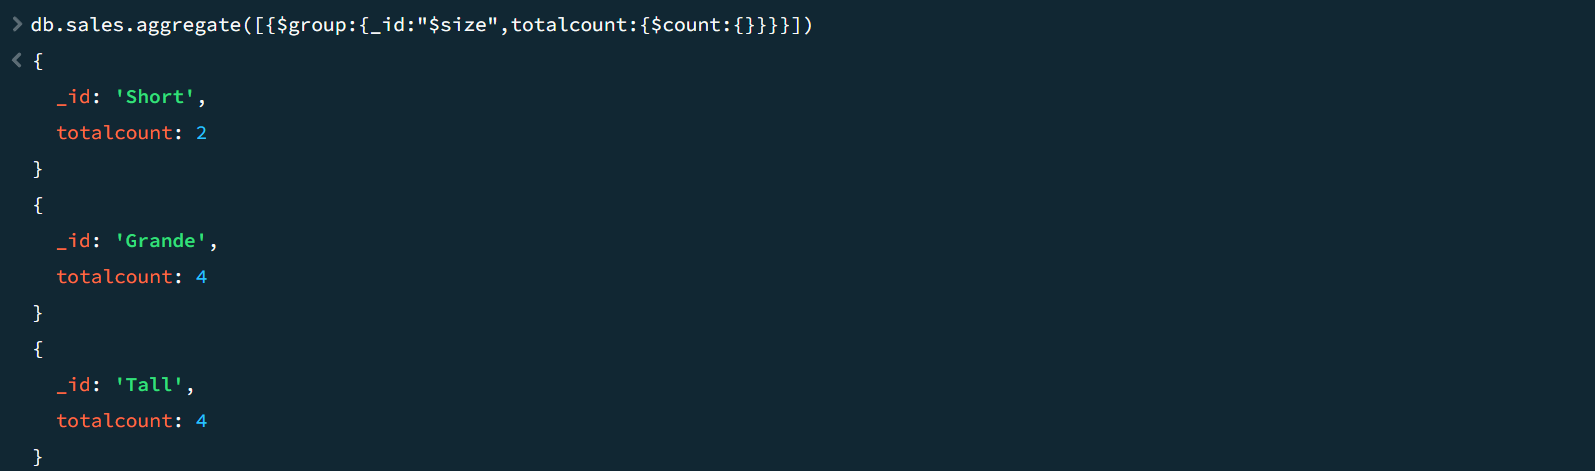 > db.sales.aggregate([{$group:{_id:"$size",totalcount:{$count:{}}}}])
< {
_id: 'Short',
totalcount: 2
}
{
_id: 'Grande',
totalcount: 4
}
{
_id: 'Tall',
totalcount: 4
}